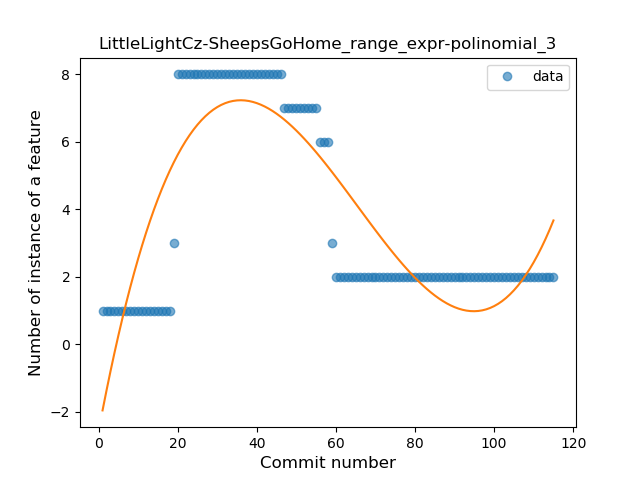 LittleLightCz-SheepsGoHome_range_expr-polinomial_3
data
Number of instance of a feature
8
6
4
2
0
−2
0 20 40 60 80 100 120
Commit number